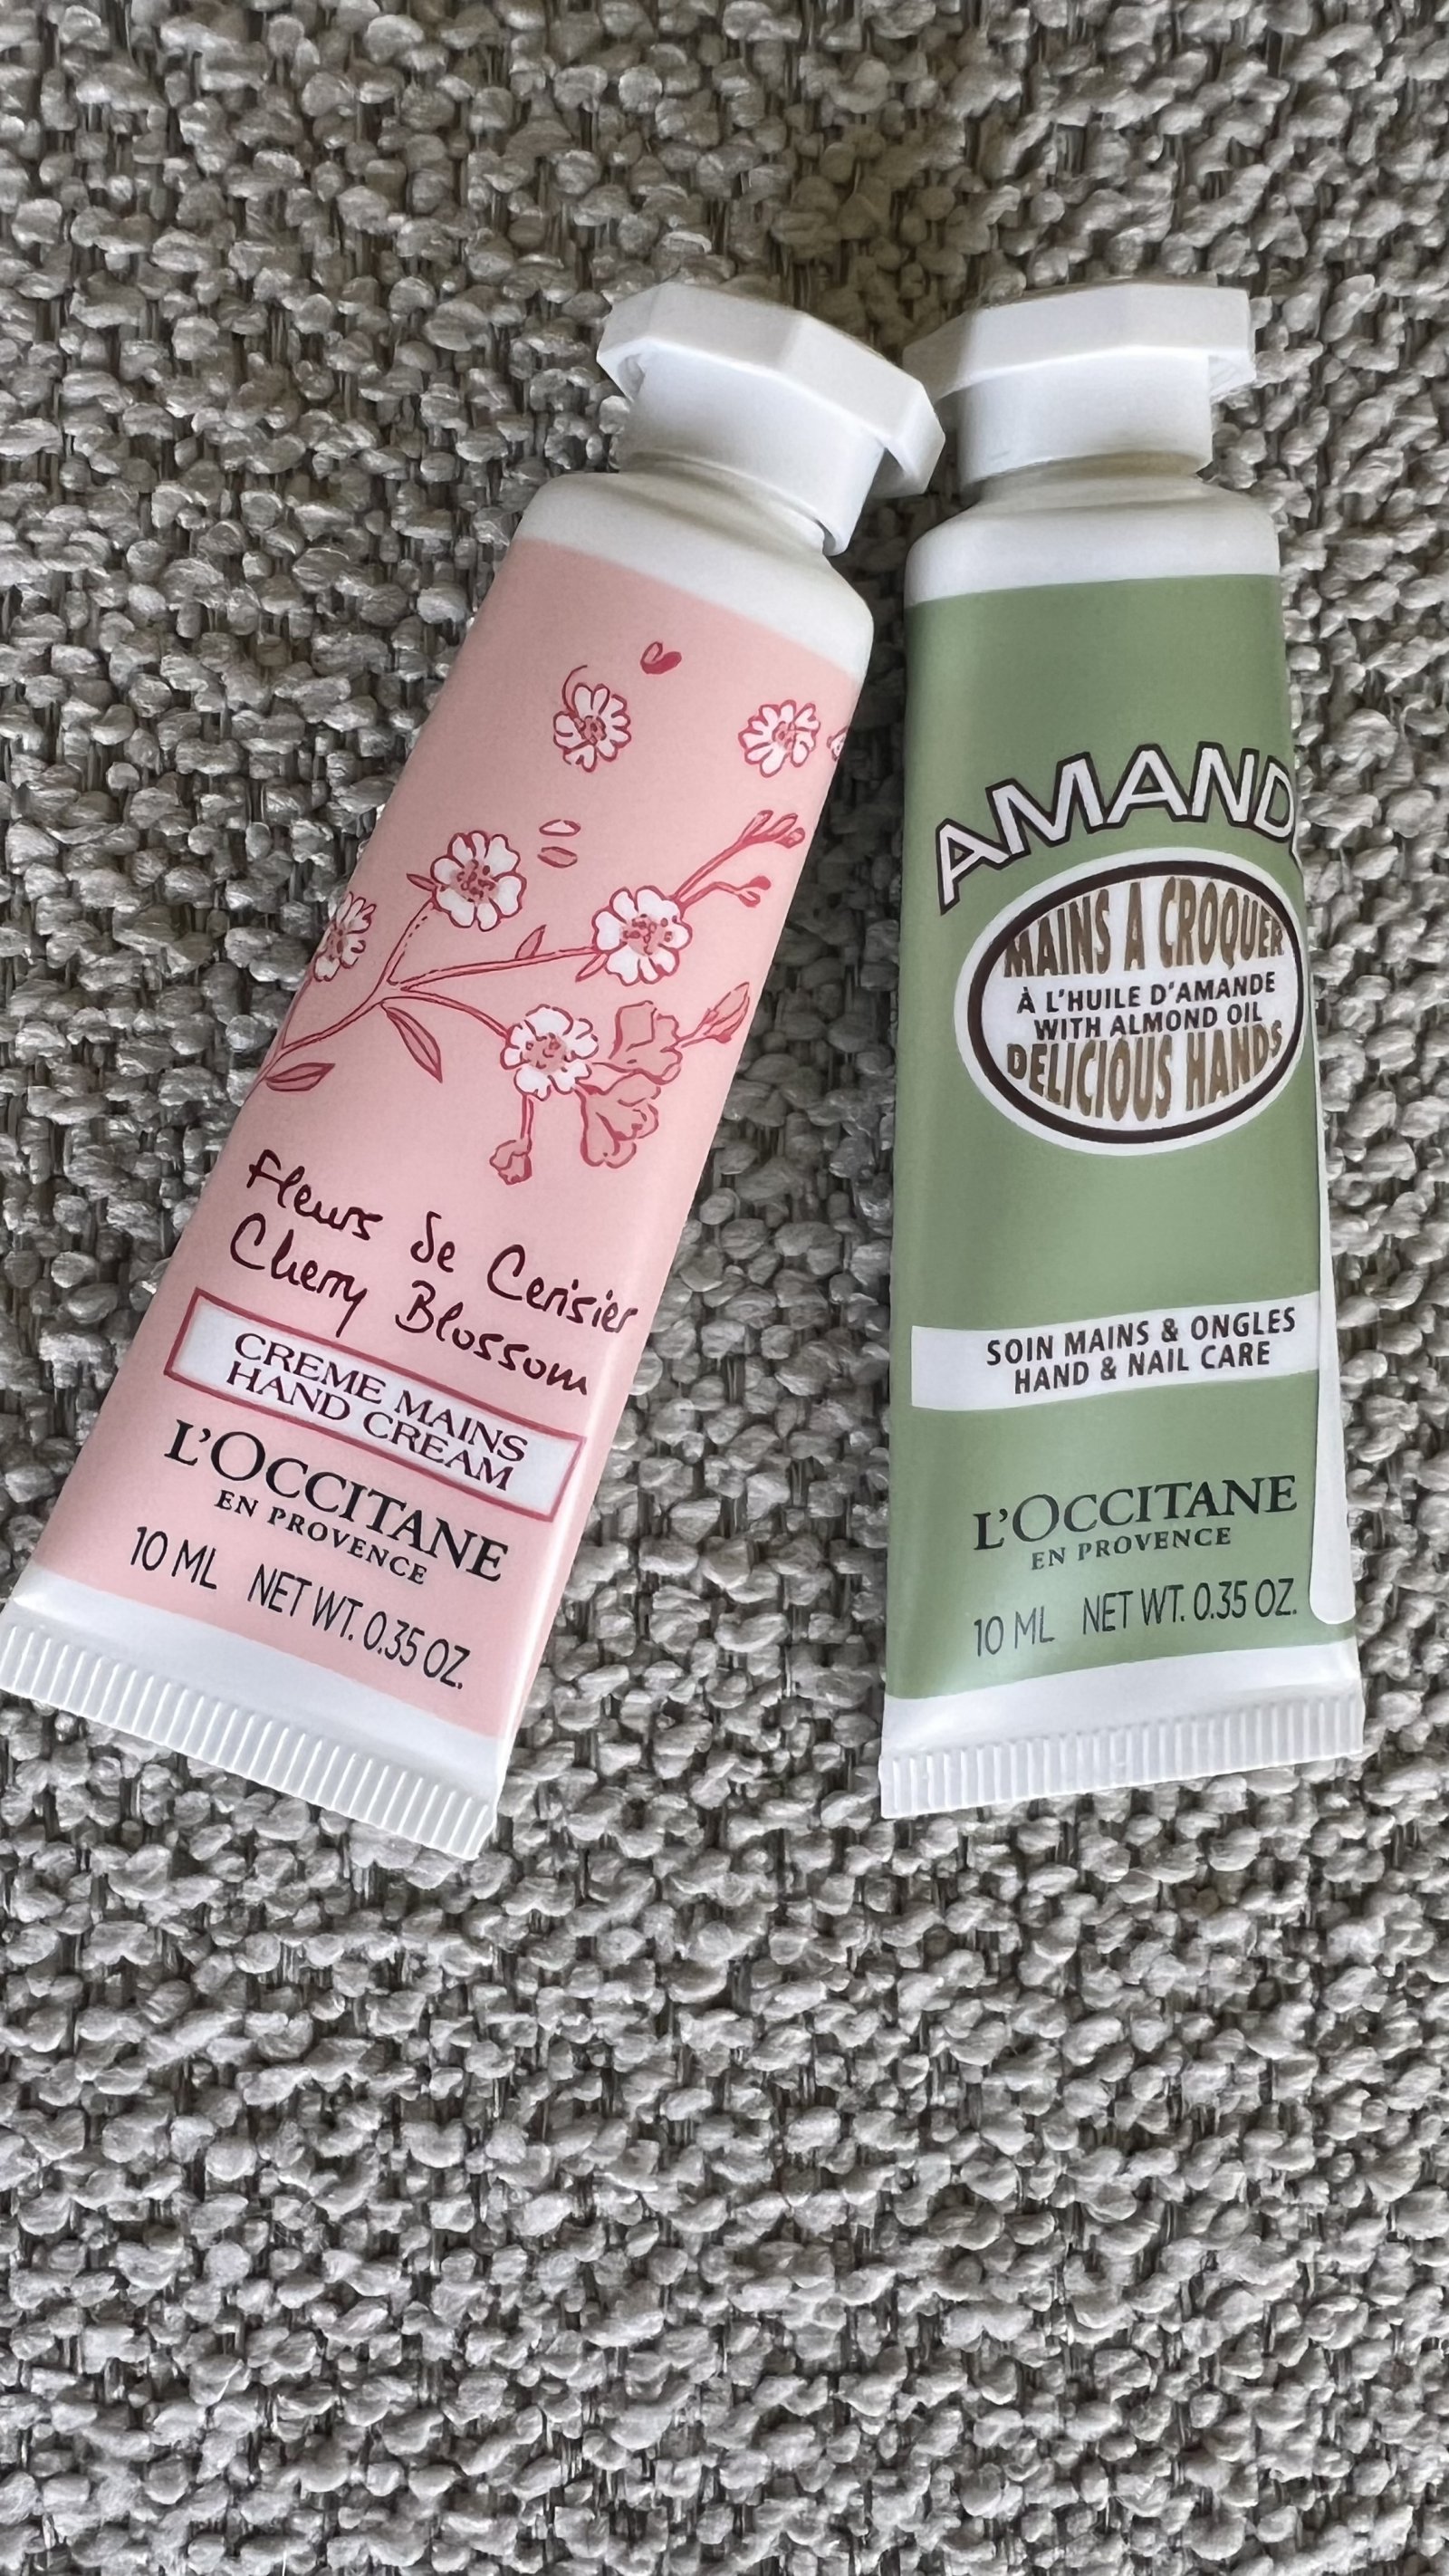 Fleurs de Cerisier
Cherry Blossom
CREME MAINS
HAND CREAM
L'OCCITANE
EN PROVENCE
10 ML NET WT. 0.35 OZ.
AMAND
MAINS A CROQUER
À L'HUILE D'AMANDE
WITH ALMOND OIL
DELICIOUS HANDS
SOIN MAINS & ONGLES
HAND & NAIL CARE
L'OCCITANE
EN PROVENCE
10 ML NET WT. 0.35 OZ.